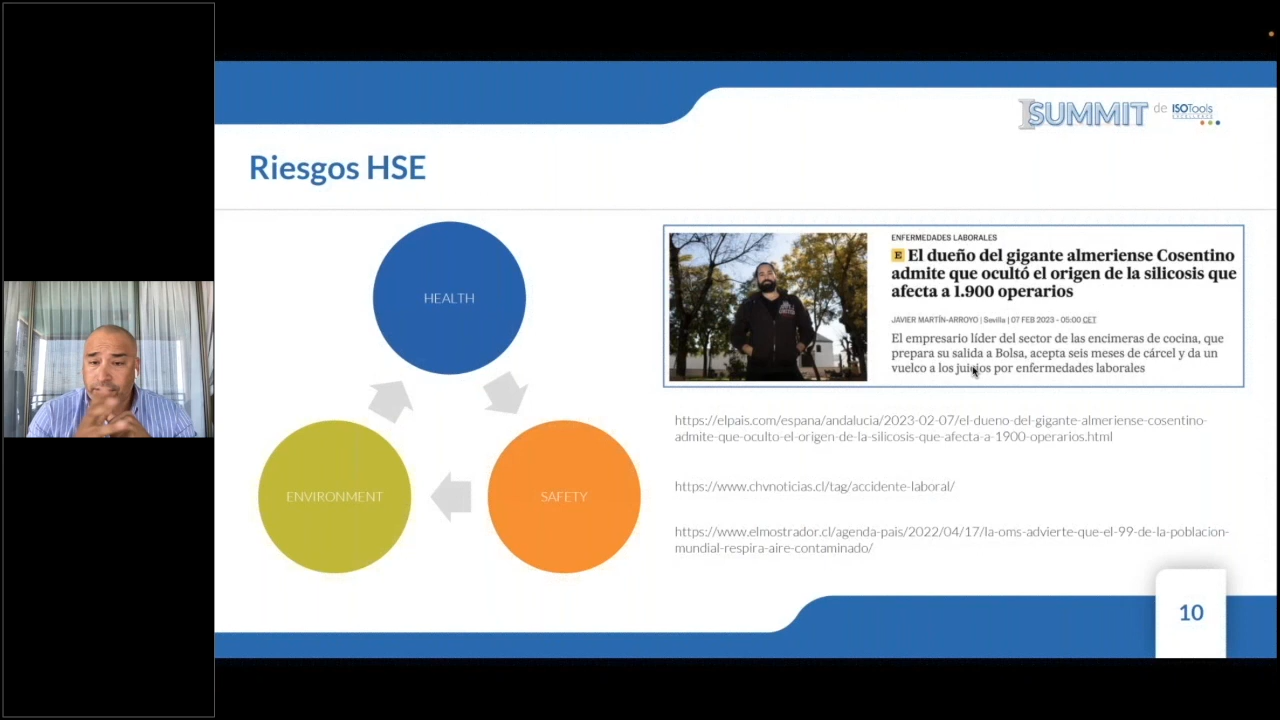 ISUMMIT de ISOTools
Riesgos HSE
HEALTH
ENVIRONMENT
SAFETY
ENFERMEDADES LABORALES
E El dueño del gigante almeriense Cosentino
admite que ocultó el origen de la silicosis que
afecta a 1.900 operarios
JAVIER MARTÍN-ARROYO | Sevilla | 07 FEB 2023 - 05:00 CET
El empresario líder del sector de las encimeras de cocina, que
prepara su salida a Bolsa, acepta seis meses de cárcel y da un
vuelco a los juicios por enfermedades laborales
https://elpais.com/espana/andalucia/2023-02-07/el-dueno-del-gigante-almeriense-cosentino-
admite-que-oculto-el-origen-de-la-silicosis-que-afecta-a-1900-operarios.html
https://www.chvnoticias.cl/tag/accidente-laboral/
https://www.elmostrador.cl/agenda-pais/2022/04/17/la-oms-advierte-que-el-99-de-la-poblacion-
mundial-respira-aire-contaminado/
10